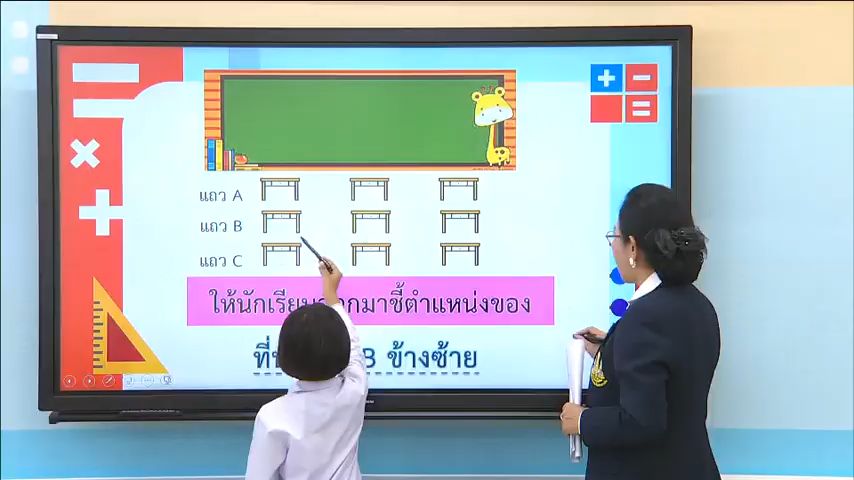 แถว A
แถว B
แถว C
ให้นักเรียน กมาชี้ตำแหน่งของ
B ข้างซ้าย